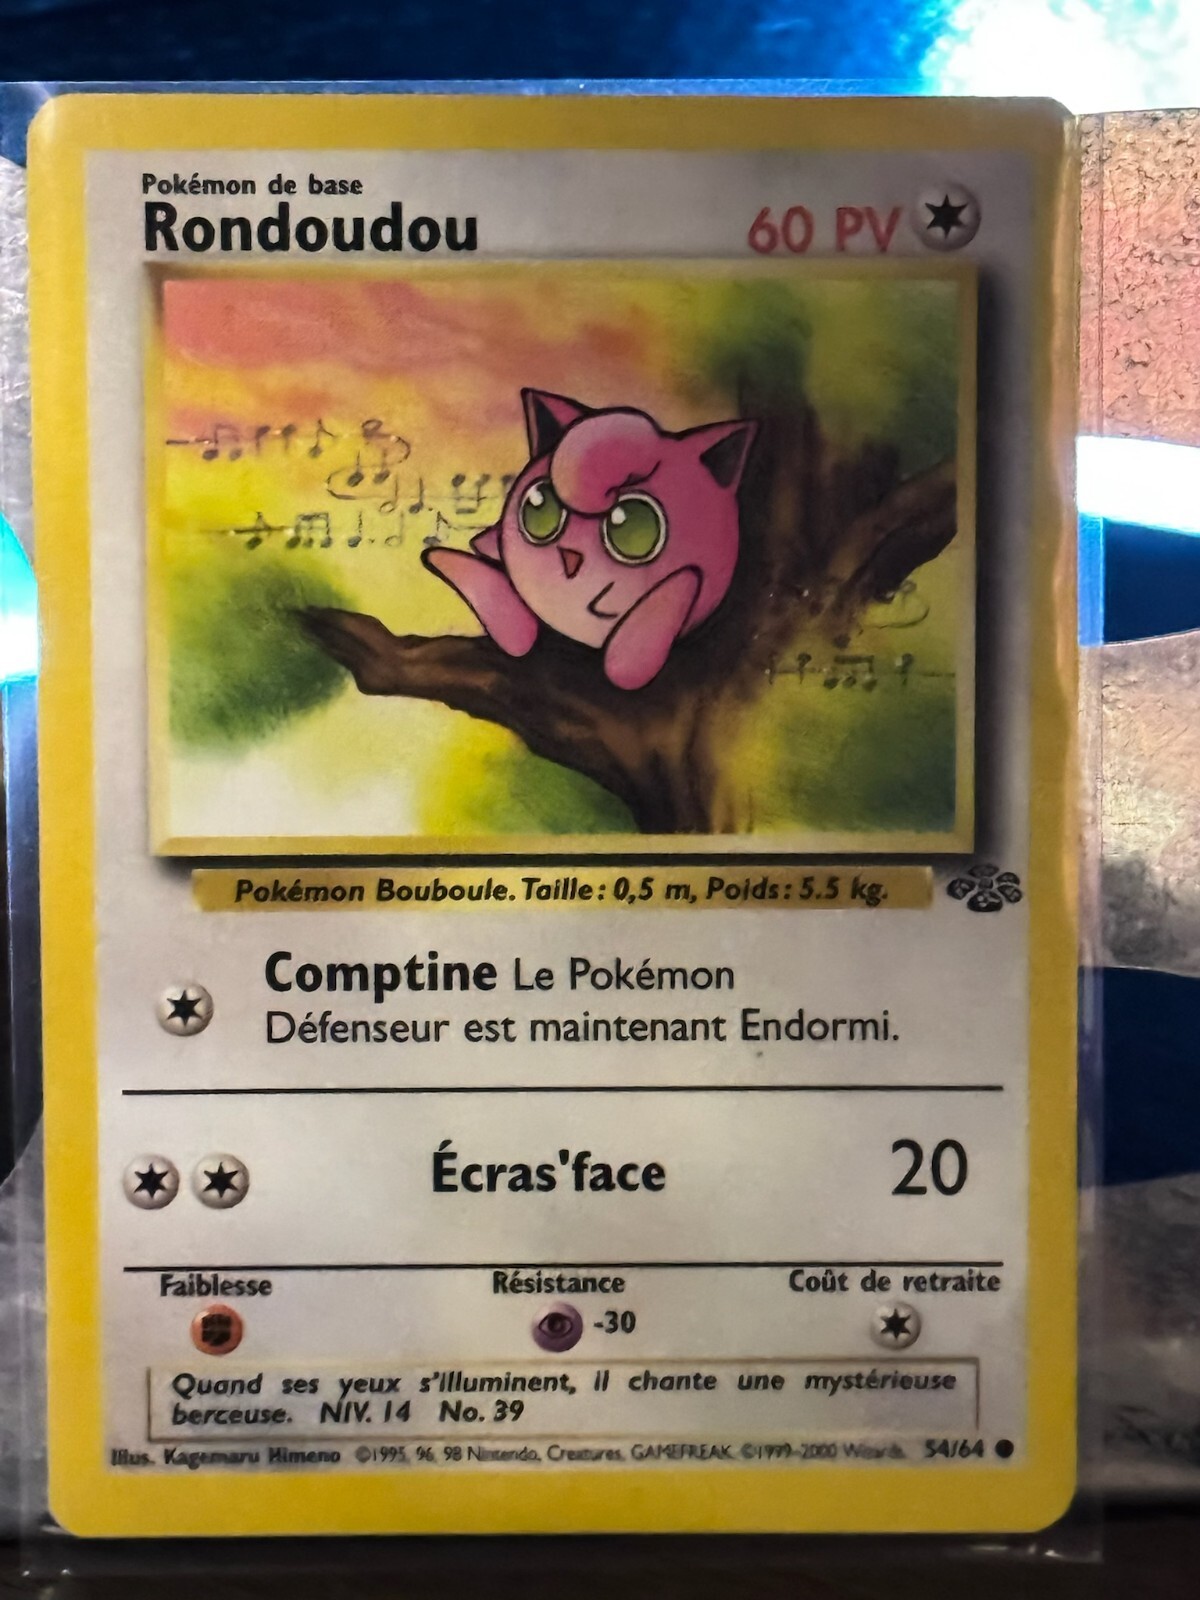 Pokémon de base
Rondoudou
60 PV
Pokémon Bouboule. Taille: 0,5 m, Poids: 5.5 kg.
Comptine Le Pokémon
Défenseur est maintenant Endormi.
Écras'face 20
Faiblesse Résistance Coût de retraite
-30
Quand ses yeux s'illuminent, il chante une mystérieuse
berceuse. NIV. 14 No. 39
Illus. Kagemaru Himeno ©1995, 96, 98 Nintendo, Creatures, GAMEFREAK. ©1999-2000 Wizards. 54/64